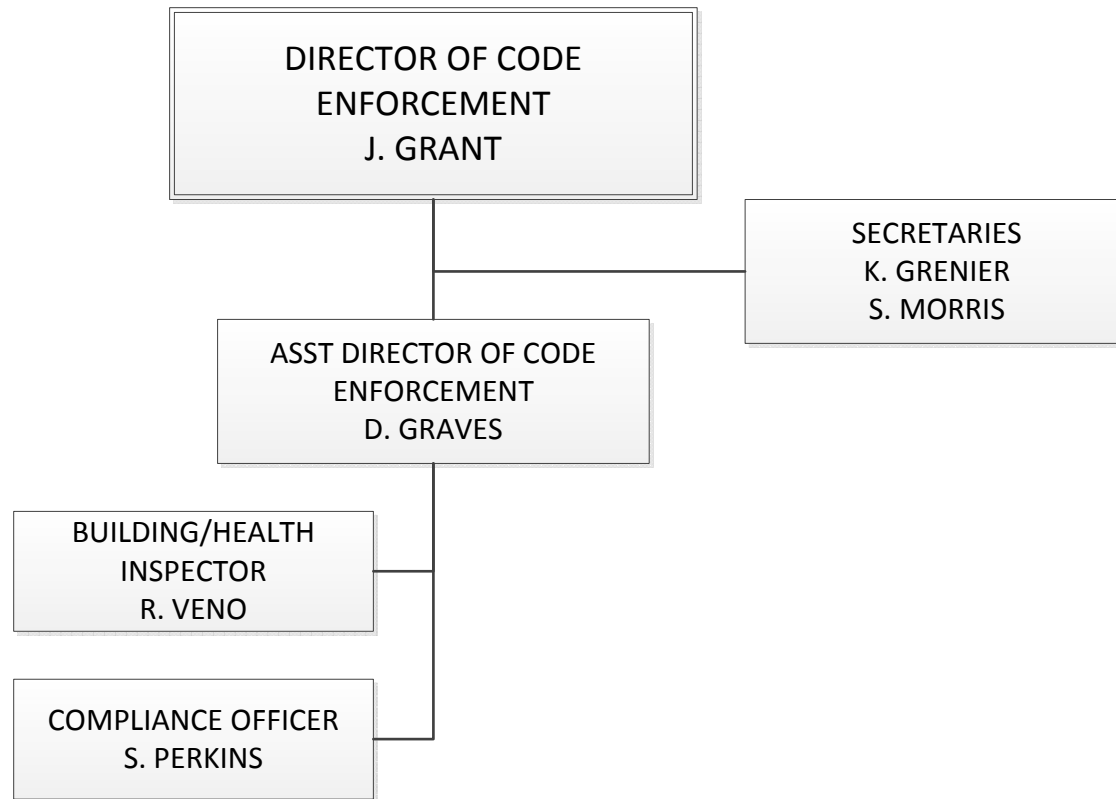 DIRECTOR OF CODE
ENFORCEMENT
J. GRANT
SECRETARIES
K. GRENIER
S. MORRIS
ASST DIRECTOR OF CODE
ENFORCEMENT
D. GRAVES
BUILDING/HEALTH
INSPECTOR
R. VENO
COMPLIANCE OFFICER
S. PERKINS